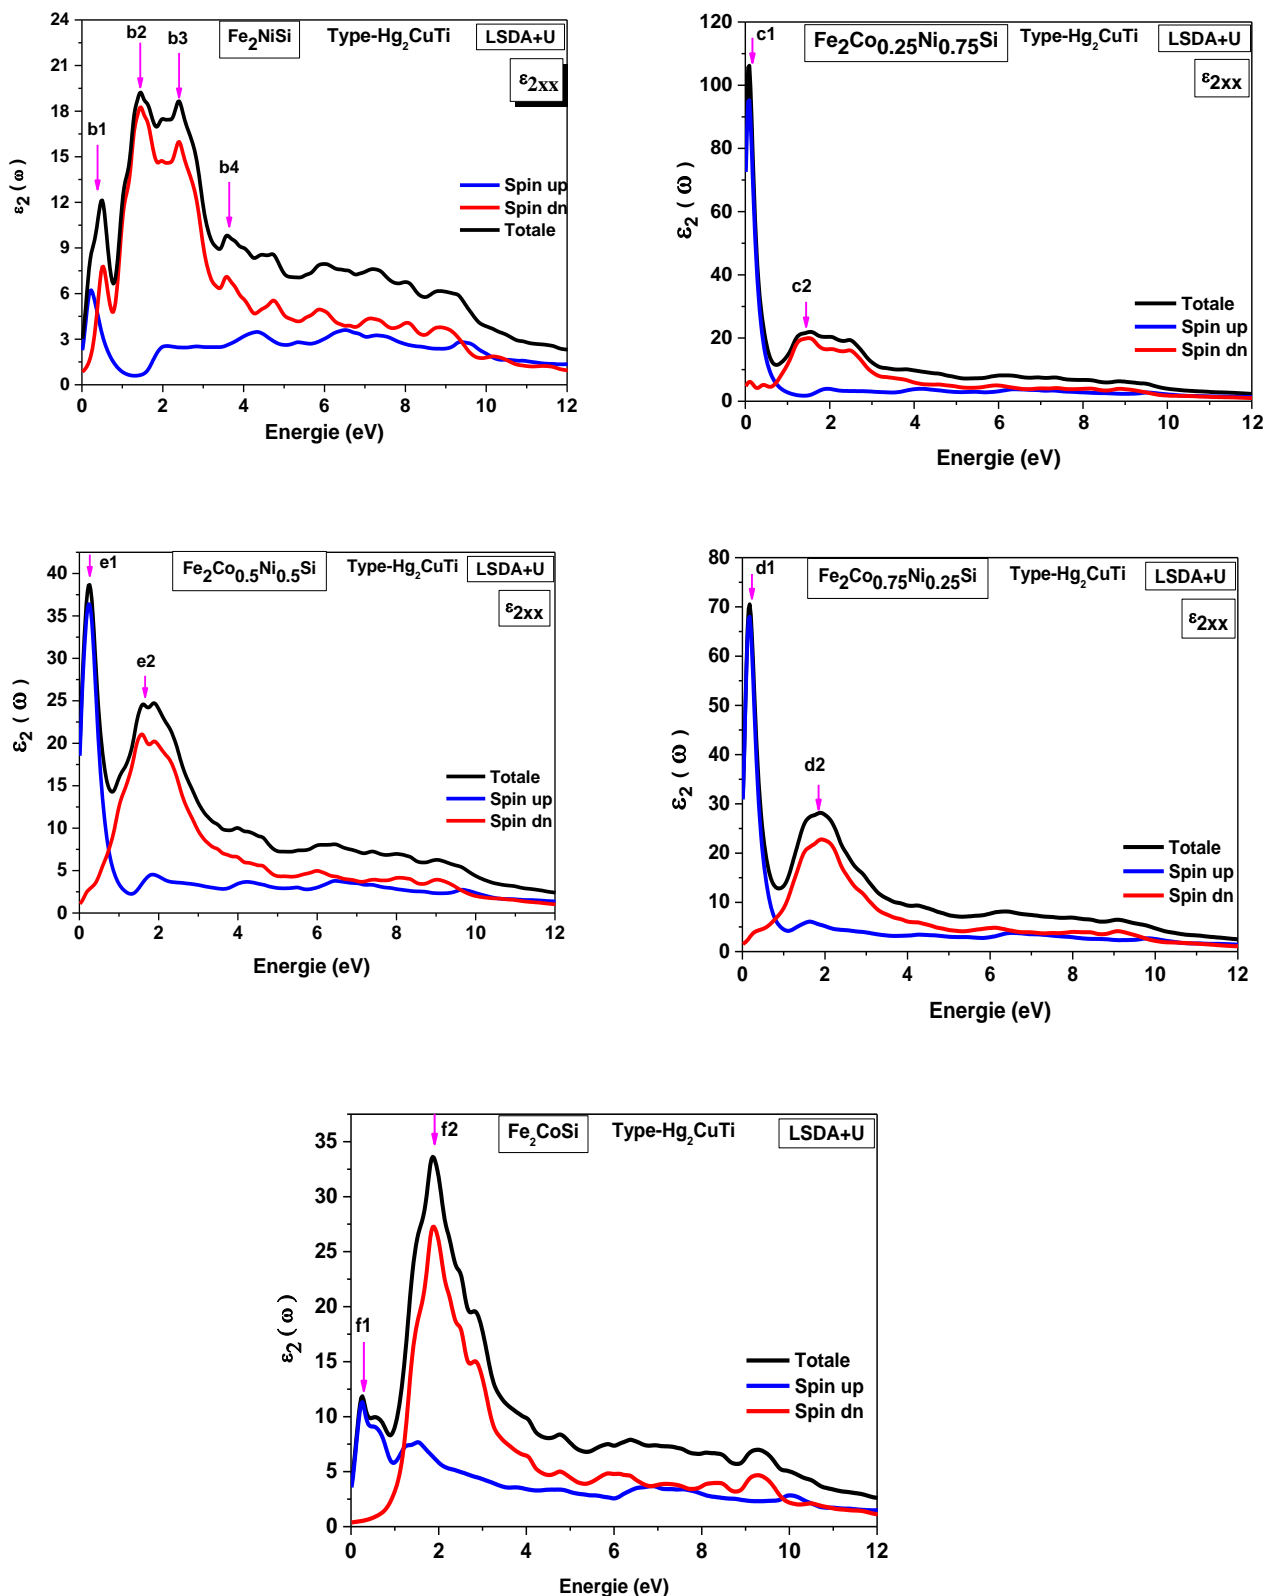 Fe2NiSi Type-Hg2CuTi LSDA+U
ε2xx
b1 b2 b3 b4
Spin up
Spin dn
Totale
ε2 (ω)
24
21
18
15
12
9
6
3
0
0 2 4 6 8 10 12
Energie (eV)
Fe2Co0.25Ni0.75Si Type-Hg2CuTi LSDA+U
ε2xx
c1
c2
Totale
Spin up
Spin dn
ε2 (ω)
120
100
80
60
40
20
0
0 2 4 6 8 10 12
Energie (eV)
Fe2Co0.5Ni0.5Si Type-Hg2CuTi LSDA+U
ε2xx
e1
e2
Totale
Spin up
Spin dn
ε2 (ω)
40
35
30
25
20
15
10
5
0
0 2 4 6 8 10 12
Energie (eV)
Fe2Co0.75Ni0.25Si Type-Hg2CuTi LSDA+U
ε2xx
d1
d2
Totale
Spin up
Spin dn
ε2 (ω)
80
70
60
50
40
30
20
10
0
0 2 4 6 8 10 12
Energie (eV)
Fe2CoSi Type-Hg2CuTi LSDA+U
f2
f1
Totale
Spin up
Spin dn
ε2 (ω)
35
30
25
20
15
10
5
0
0 2 4 6 8 10 12
Energie (eV)